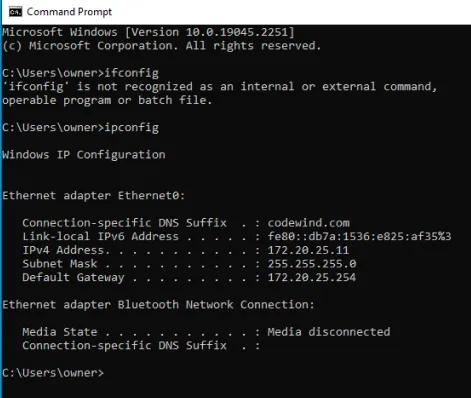 Command Prompt
Microsoft Windows [Version 10.0.19045.2251]
(c) Microsoft Corporation. All rights reserved.
C:\Users\owner>ifconfig
'ifconfig' is not recognized as an internal or external command,
operable program or batch file.
C:\Users\owner>ipconfig
Windows IP Configuration
Ethernet adapter Ethernet0:
Connection-specific DNS Suffix  . : codewind.com
Link-local IPv6 Address . . . . . : fe80::db7a:1536:e825:af35%3
IPv4 Address. . . . . . . . . . . : 172.20.25.11
Subnet Mask . . . . . . . . . . . : 255.255.255.0
Default Gateway . . . . . . . . . : 172.20.25.254
Ethernet adapter Bluetooth Network Connection:
Media State . . . . . . . . . . . : Media disconnected
Connection-specific DNS Suffix  . :
C:\Users\owner>